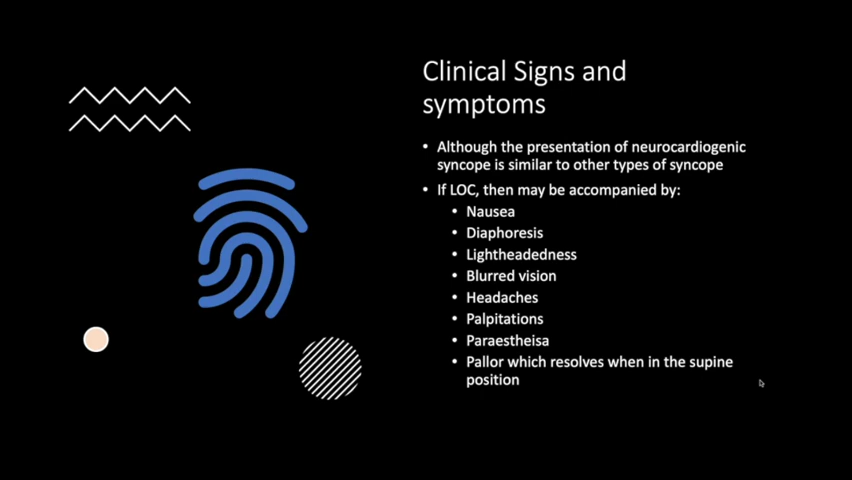 Clinical Signs and
symptoms
• Although the presentation of neurocardiogenic
syncope is similar to other types of syncope
• If LOC, then may be accompanied by:
• Nausea
• Diaphoresis
• Lightheadedness
• Blurred vision
• Headaches
• Palpitations
• Paraestheisa
• Pallor which resolves when in the supine
position